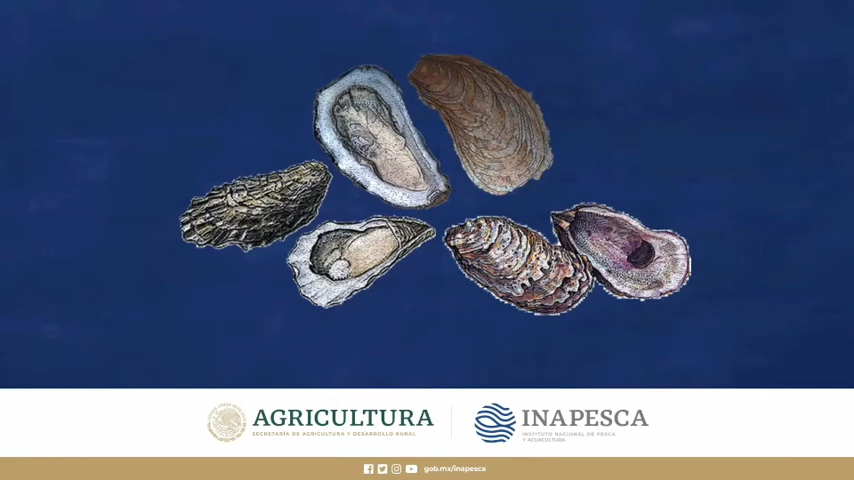 AGRICULTURA
SECRETARÍA DE AGRICULTURA Y DESARROLLO RURAL
INAPESCA
INSTITUTO NACIONAL DE PESCA
Y ACUACULTURA
gob.mx/inapesca